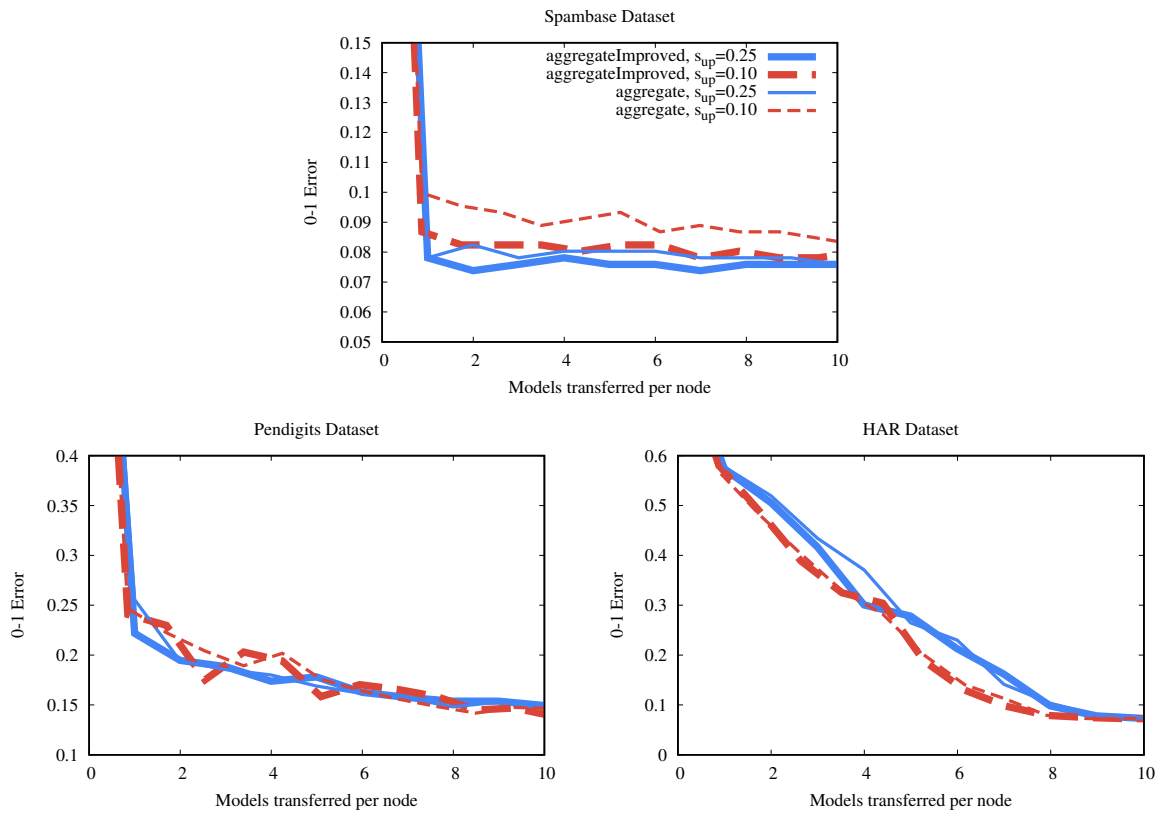 Spambase Dataset
0.15
0.14
0.13
0.12
0.11
0.1
0.09
0.08
0.07
0.06
0.05
0-1 Error
aggregateImproved, sup=0.25
aggregateImproved, sup=0.10
aggregate, sup=0.25
aggregate, sup=0.10
0 2 4 6 8 10
Models transferred per node
Pendigits Dataset
0.4
0.35
0.3
0.25
0.2
0.15
0.1
0-1 Error
0 2 4 6 8 10
Models transferred per node
HAR Dataset
0.6
0.5
0.4
0.3
0.2
0.1
0
0-1 Error
0 2 4 6 8 10
Models transferred per node